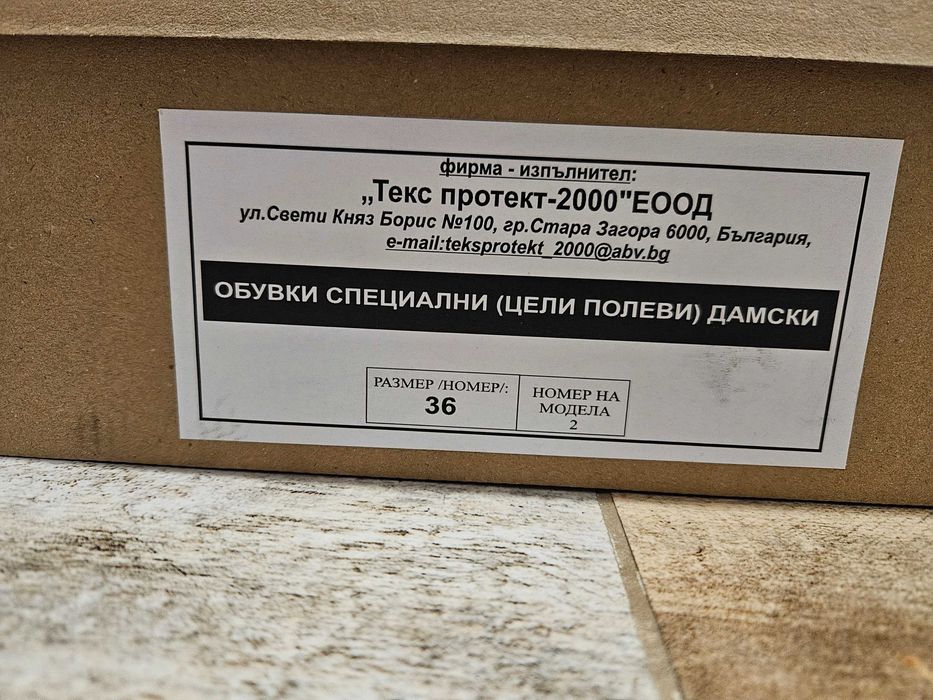 фирма - изпълнител:
„Текс протект-2000"ЕООД
ул.Свети Княз Борис №100, гр.Стара Загора 6000, България,
e-mail:teksprotekt_2000@abv.bg
ОБУВКИ СПЕЦИАЛНИ (ЦЕЛИ ПОЛЕВИ) ДАМСКИ
РАЗМЕР /НОМЕР/:
36
НОМЕР НА
МОДЕЛА
2